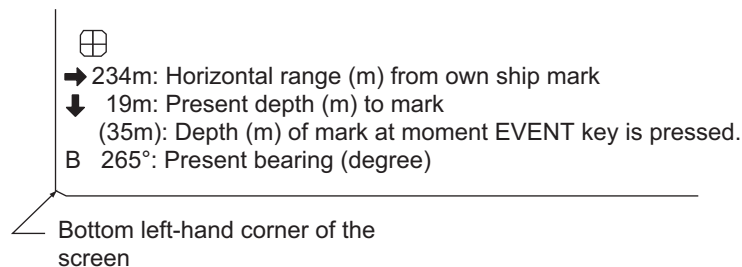 234m: Horizontal range (m) from own ship mark
19m: Present depth (m) to mark
(35m): Depth (m) of mark at moment EVENT key is pressed.
B 265°: Present bearing (degree)
Bottom left-hand corner of the
screen